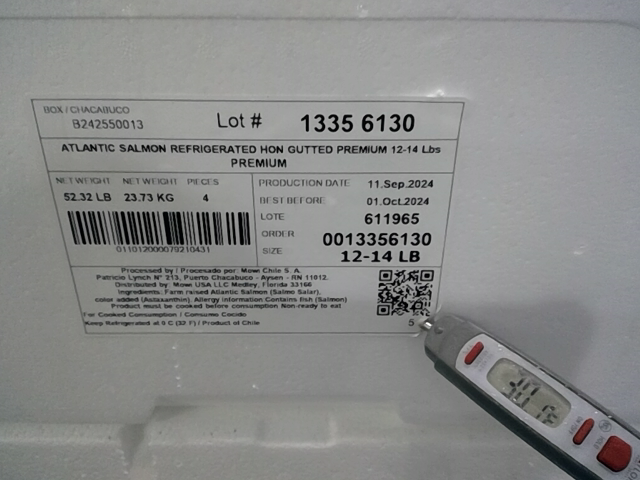 BOX / CHACABUCO
B242550013
Lot # 1335 6130
ATLANTIC SALMON REFRIGERATED HON GUTTED PREMIUM 12-14 Lbs
PREMIUM
NET WEIGHT NET WEIGHT PIECES
52.32 LB 23.73 KG 4
011012000079210431
PRODUCTION DATE 11.Sep.2024
BEST BEFORE 01.Oct.2024
LOTE 611965
ORDER 0013356130
SIZE 12-14 LB
Processed by / Procesado por: Mowi Chile S. A.
Patricio Lynch N° 213, Puerto Chacabuco - Aysen - RN 11012.
Distributed by: Mowi USA LLC Medley, Florida 33166
Ingredients: Farm raised Atlantic Salmon (Salmo Salar),
color added (Astaxanthin). Allergy information Contains fish (Salmon)
Product must be cooked before consumption Non-ready to eat
For Cooked Consumption / Consumo Cocido
Keep Refrigerated at 0 C (32 F) / Product of Chile
5
°F